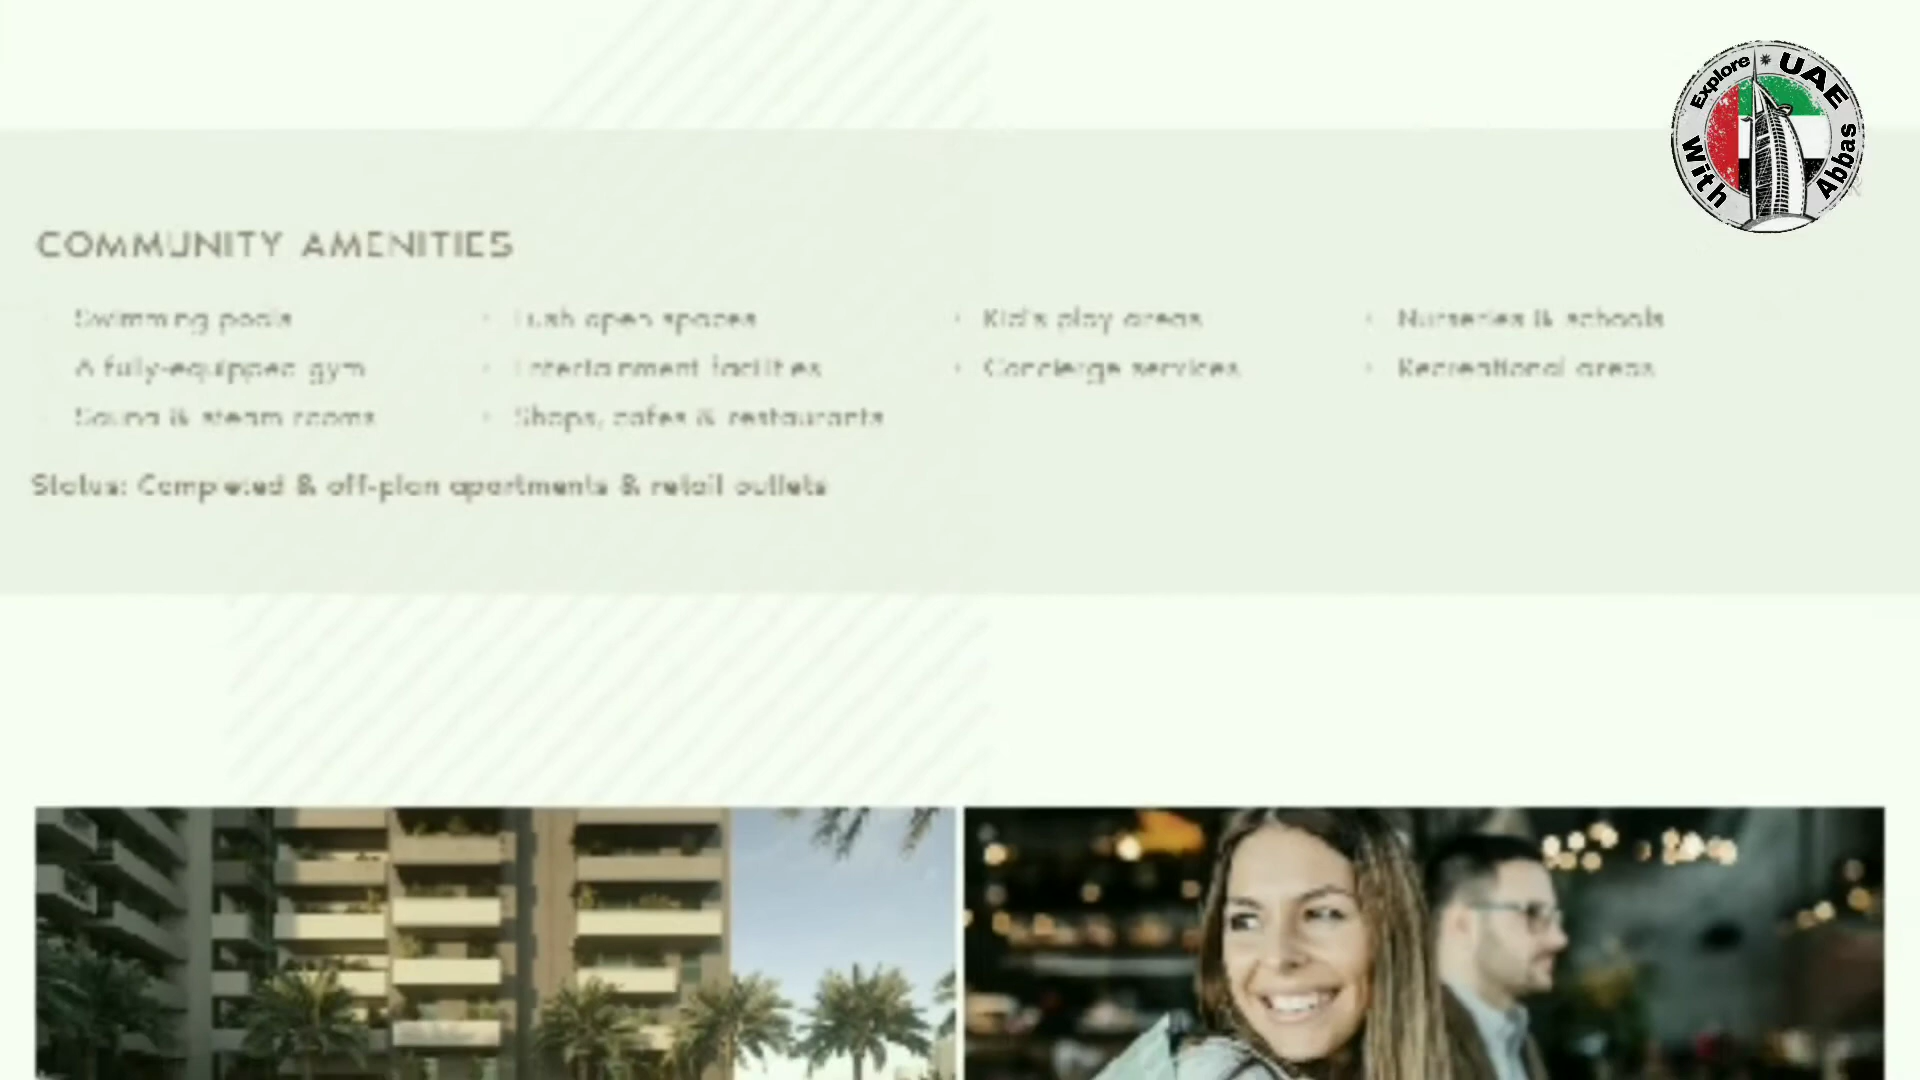 COMMUNITY AMENITIES
Swimming pools
Lush open spaces
Kid's play areas
Nurseries & schools
A fully-equipped gym
Entertainment facilities
Concierge services
Recreational areas
Sauna & steam rooms
Shops, cafes & restaurants
Status: Completed & off-plan apartments & retail outlets
Explore UAE
With Abbas